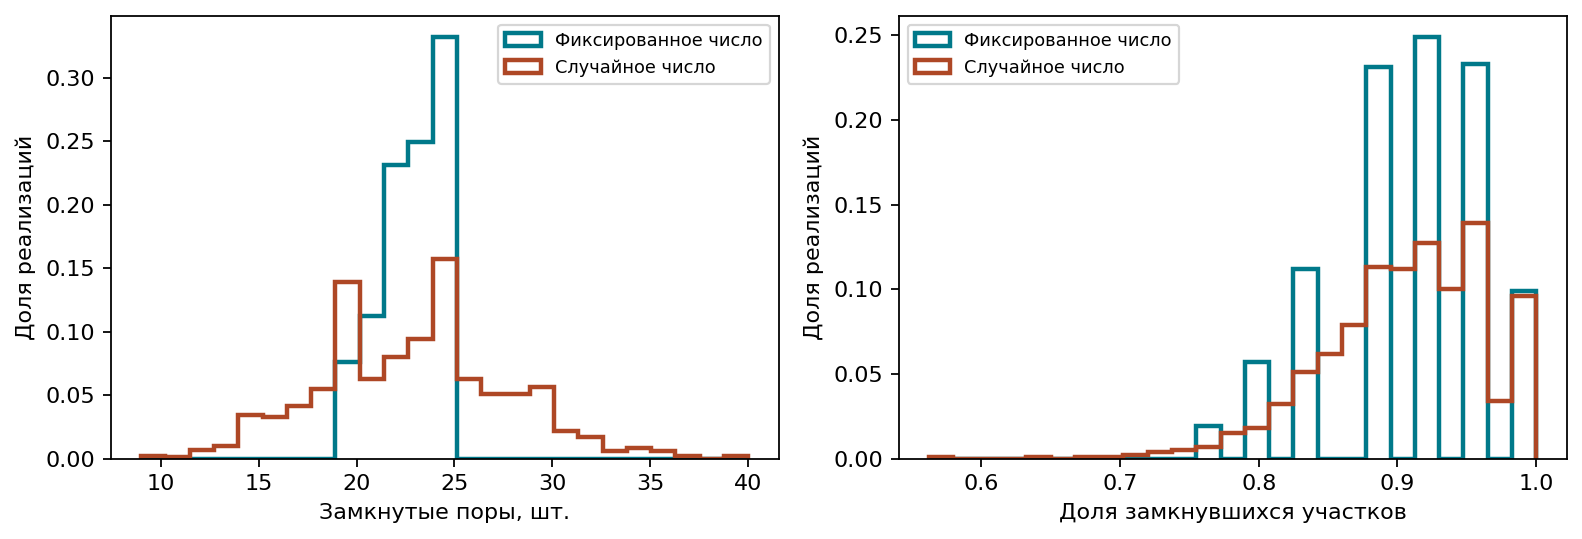 Фиксированное число
Случайное число
Доля реализаций
0.30
0.25
0.20
0.15
0.10
0.05
0.00
10 15 20 25 30 35 40
Замкнутые поры, шт.
Фиксированное число
Случайное число
Доля реализаций
0.25
0.20
0.15
0.10
0.05
0.00
0.6 0.7 0.8 0.9 1.0
Доля замкнувшихся участков